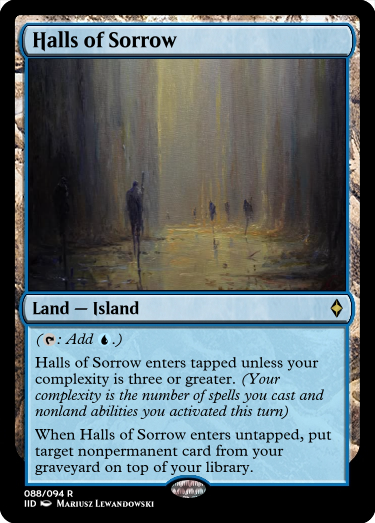 Halls of Sorrow
Land — Island
(T: Add U.)
Halls of Sorrow enters tapped unless your
complexity is three or greater. (Your
complexity is the number of spells you cast and
nonland abilities you activated this turn)
When Halls of Sorrow enters untapped, put
target nonpermanent card from your
graveyard on top of your library.
088/094 R
IID Mariusz Lewandowski